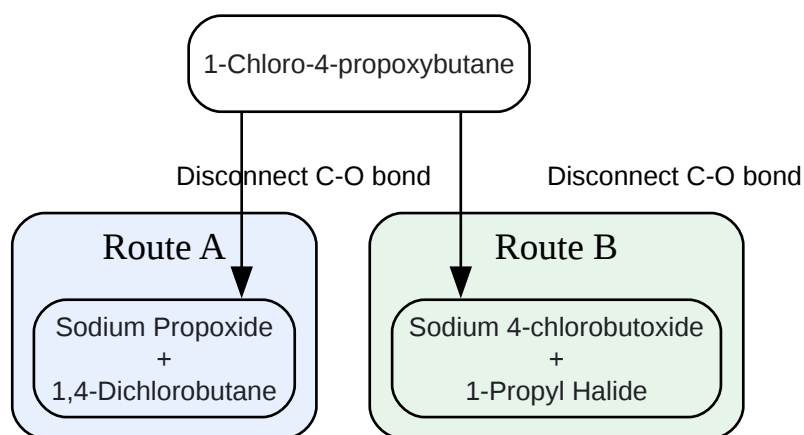 1-Chloro-4-propoxybutane
Disconnect C-O bond
Disconnect C-O bond
Route A
Route B
Sodium Propoxide
+
1,4-Dichlorobutane
Sodium 4-chlorobutoxide
+
1-Propyl Halide